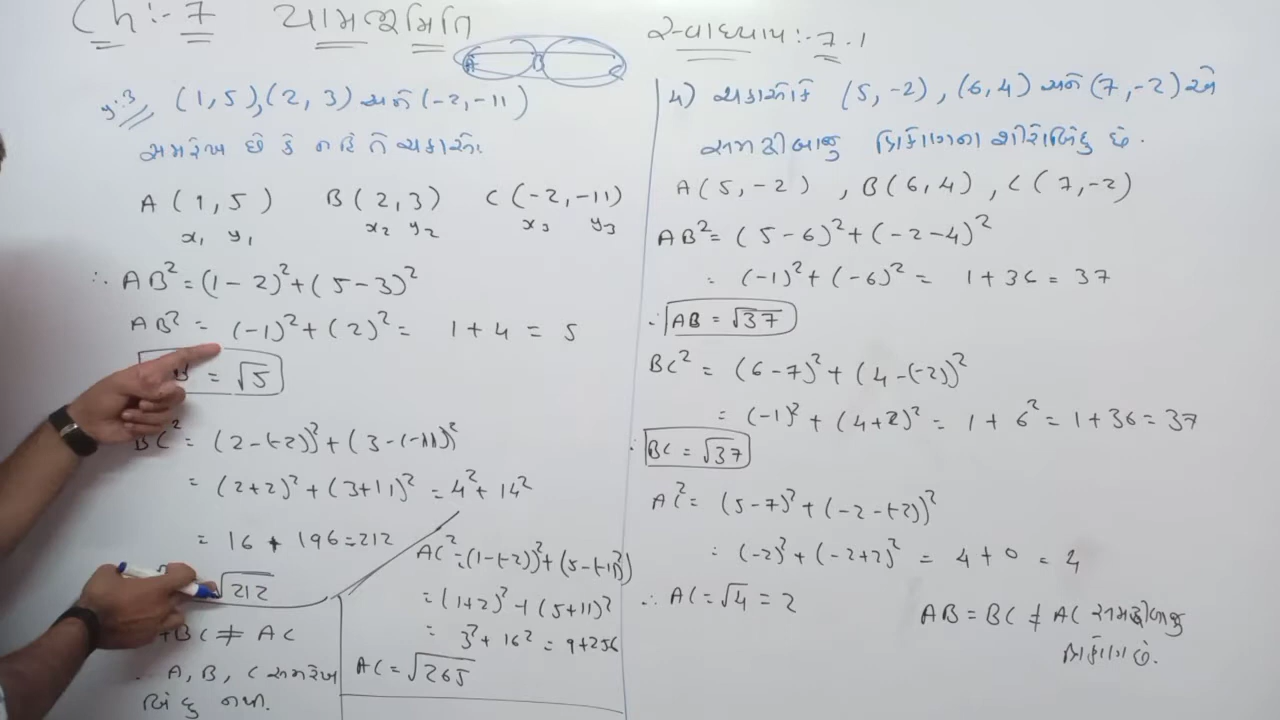 Ch:-7 યામભૂમિતિ
સ્વાધ્યાય:-7.1
A B C
y:3 (1,5),(2,3) અને (-2,-11)
સમરેખ છે કે નહિ તે ચકાસો.
A (1,5) B(2,3) C(-2,-11)
x₁ y₁ x₂ y₂ x₃ y₃
∴ AB²=(1-2)²+(5-3)²
AB² = (-1)²+(2)² = 1+4 = 5
= √5
BC² = (2-(-2))²+(3-(-11))²
= (2+2)²+(3+11)² = 4²+14²
= 16 + 196=212
√212
+BC ≠ AC
∴ A, B, C સમરેખ
બિંદુ નથી.
AC²=(1-(-2))²+(5-(-11))²
=(1+2)²+(5+11)²
= 3²+16² = 9+256
AC=√265
4) ચકાસો કે (5,-2),(6,4) અને (7,-2) એ
સમદ્વીબાજુ ત્રિકોણના શીરોબિંદુ છે.
A(5,-2), B(6,4), C(7,-2)
AB²= (5-6)²+(-2-4)²
= (-1)²+(-6)² = 1+36 = 37
∴ AB = √37
BC² = (6-7)²+(4-(-2))²
= (-1)²+(4+2)² = 1+6² = 1+36=37
∴ BC = √37
AC²= (5-7)²+(-2-(-2))²
= (-2)²+(-2+2)² = 4+0 = 4
∴ AC=√4 = 2
AB=BC ≠ AC સમદ્વીબાજુ
ત્રિકોણ છે.